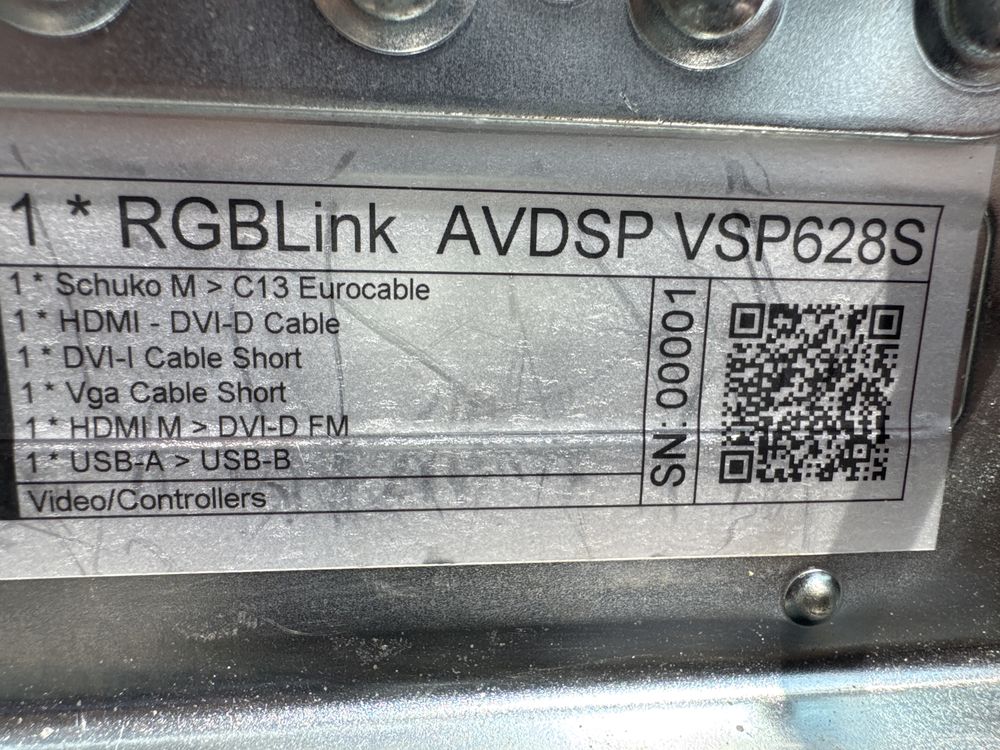 1 * RGBLink AVDSP VSP628S
1 * Schuko M > C13 Eurocable
1 * HDMI - DVI-D Cable
1 * DVI-I Cable Short
1 * Vga Cable Short
1 * HDMI M > DVI-D FM
1 * USB-A > USB-B
Video/Controllers
SN: 00001